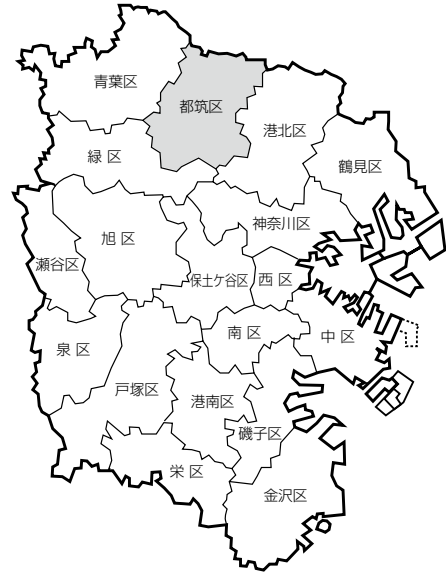 青葉区
都筑区
港北区
緑 区
鶴見区
神奈川区
旭 区
瀬谷区
保土ケ谷区
西 区
南 区
中 区
泉 区
戸塚区
港南区
磯子区
栄 区
金沢区